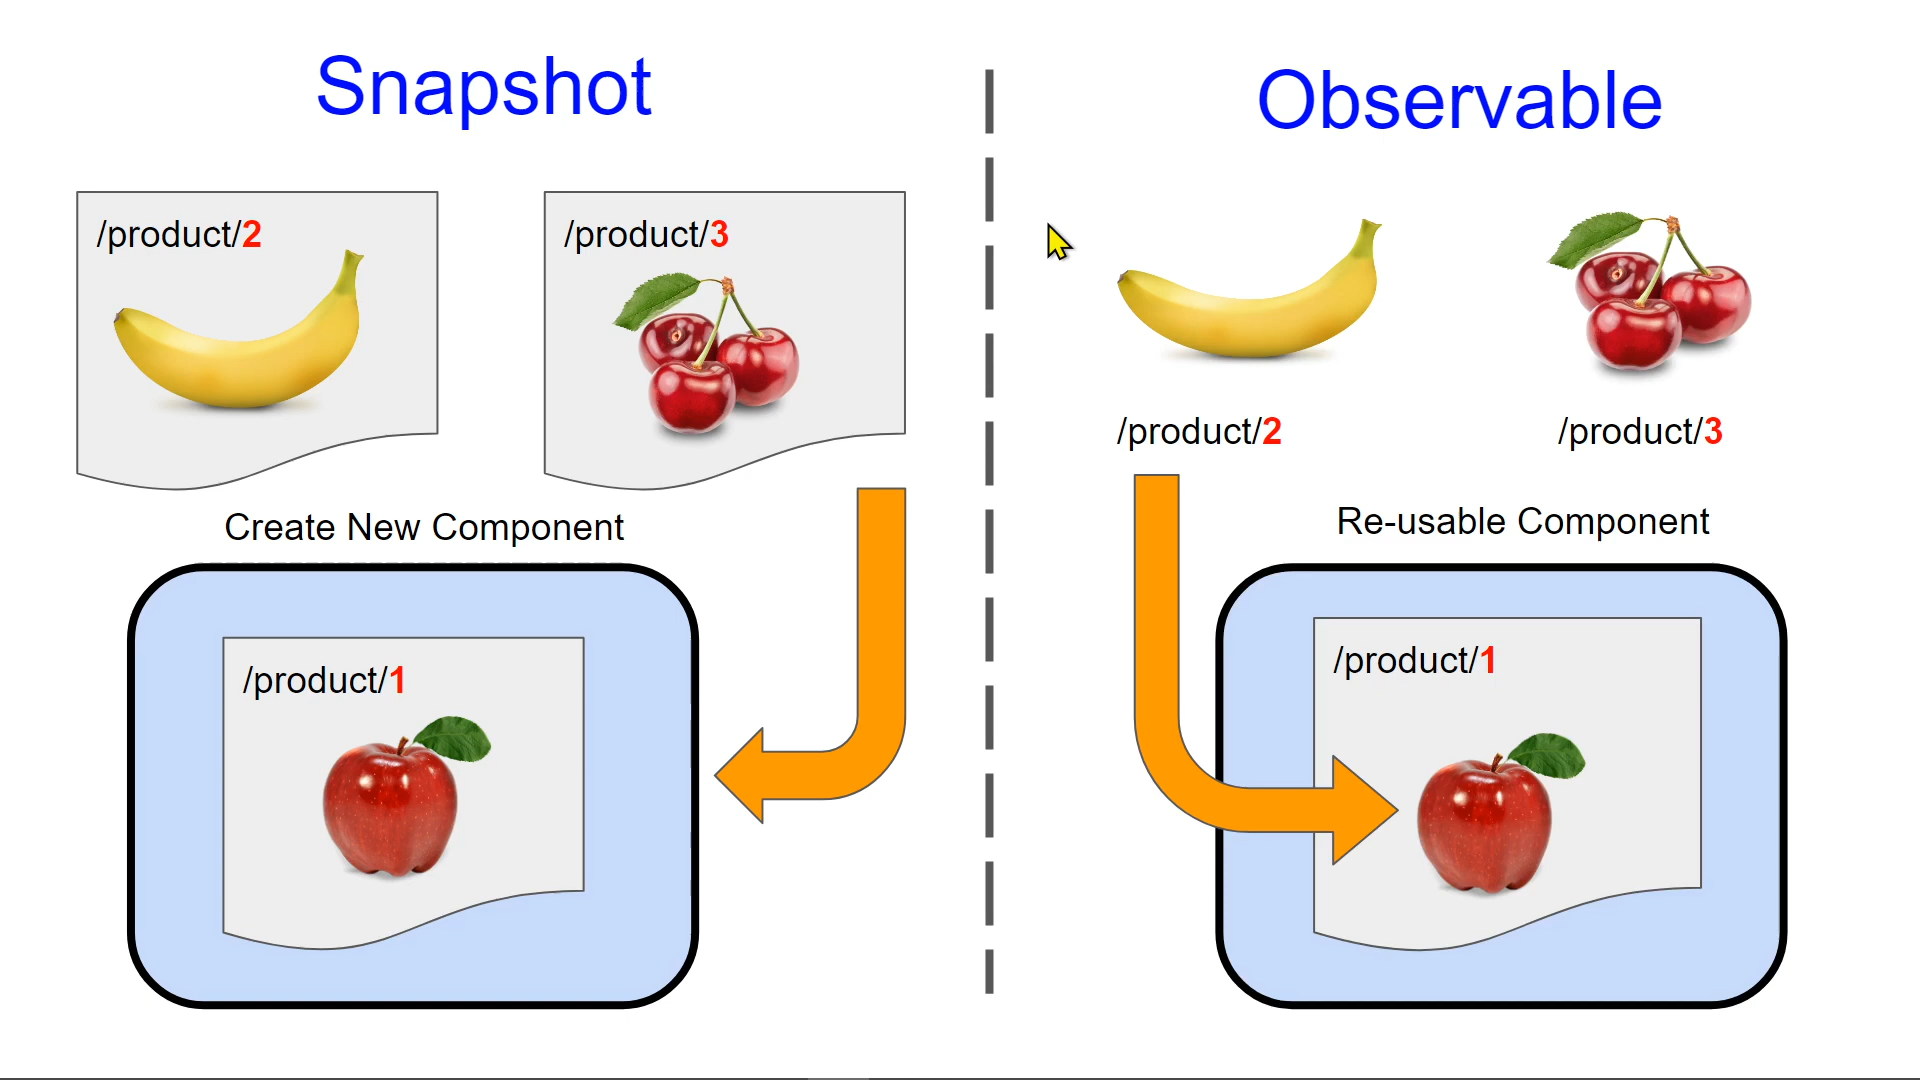 Snapshot
/product/2
/product/3
Create New Component
/product/1
Observable
/product/2
/product/3
Re-usable Component
/product/1